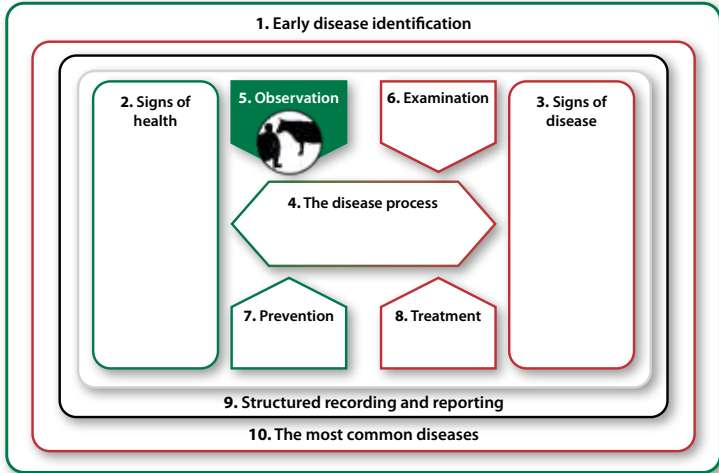 1. Early disease identification
2. Signs of
health
5. Observation
6. Examination
3. Signs of
disease
4. The disease process
7. Prevention
8. Treatment
9. Structured recording and reporting
10. The most common diseases